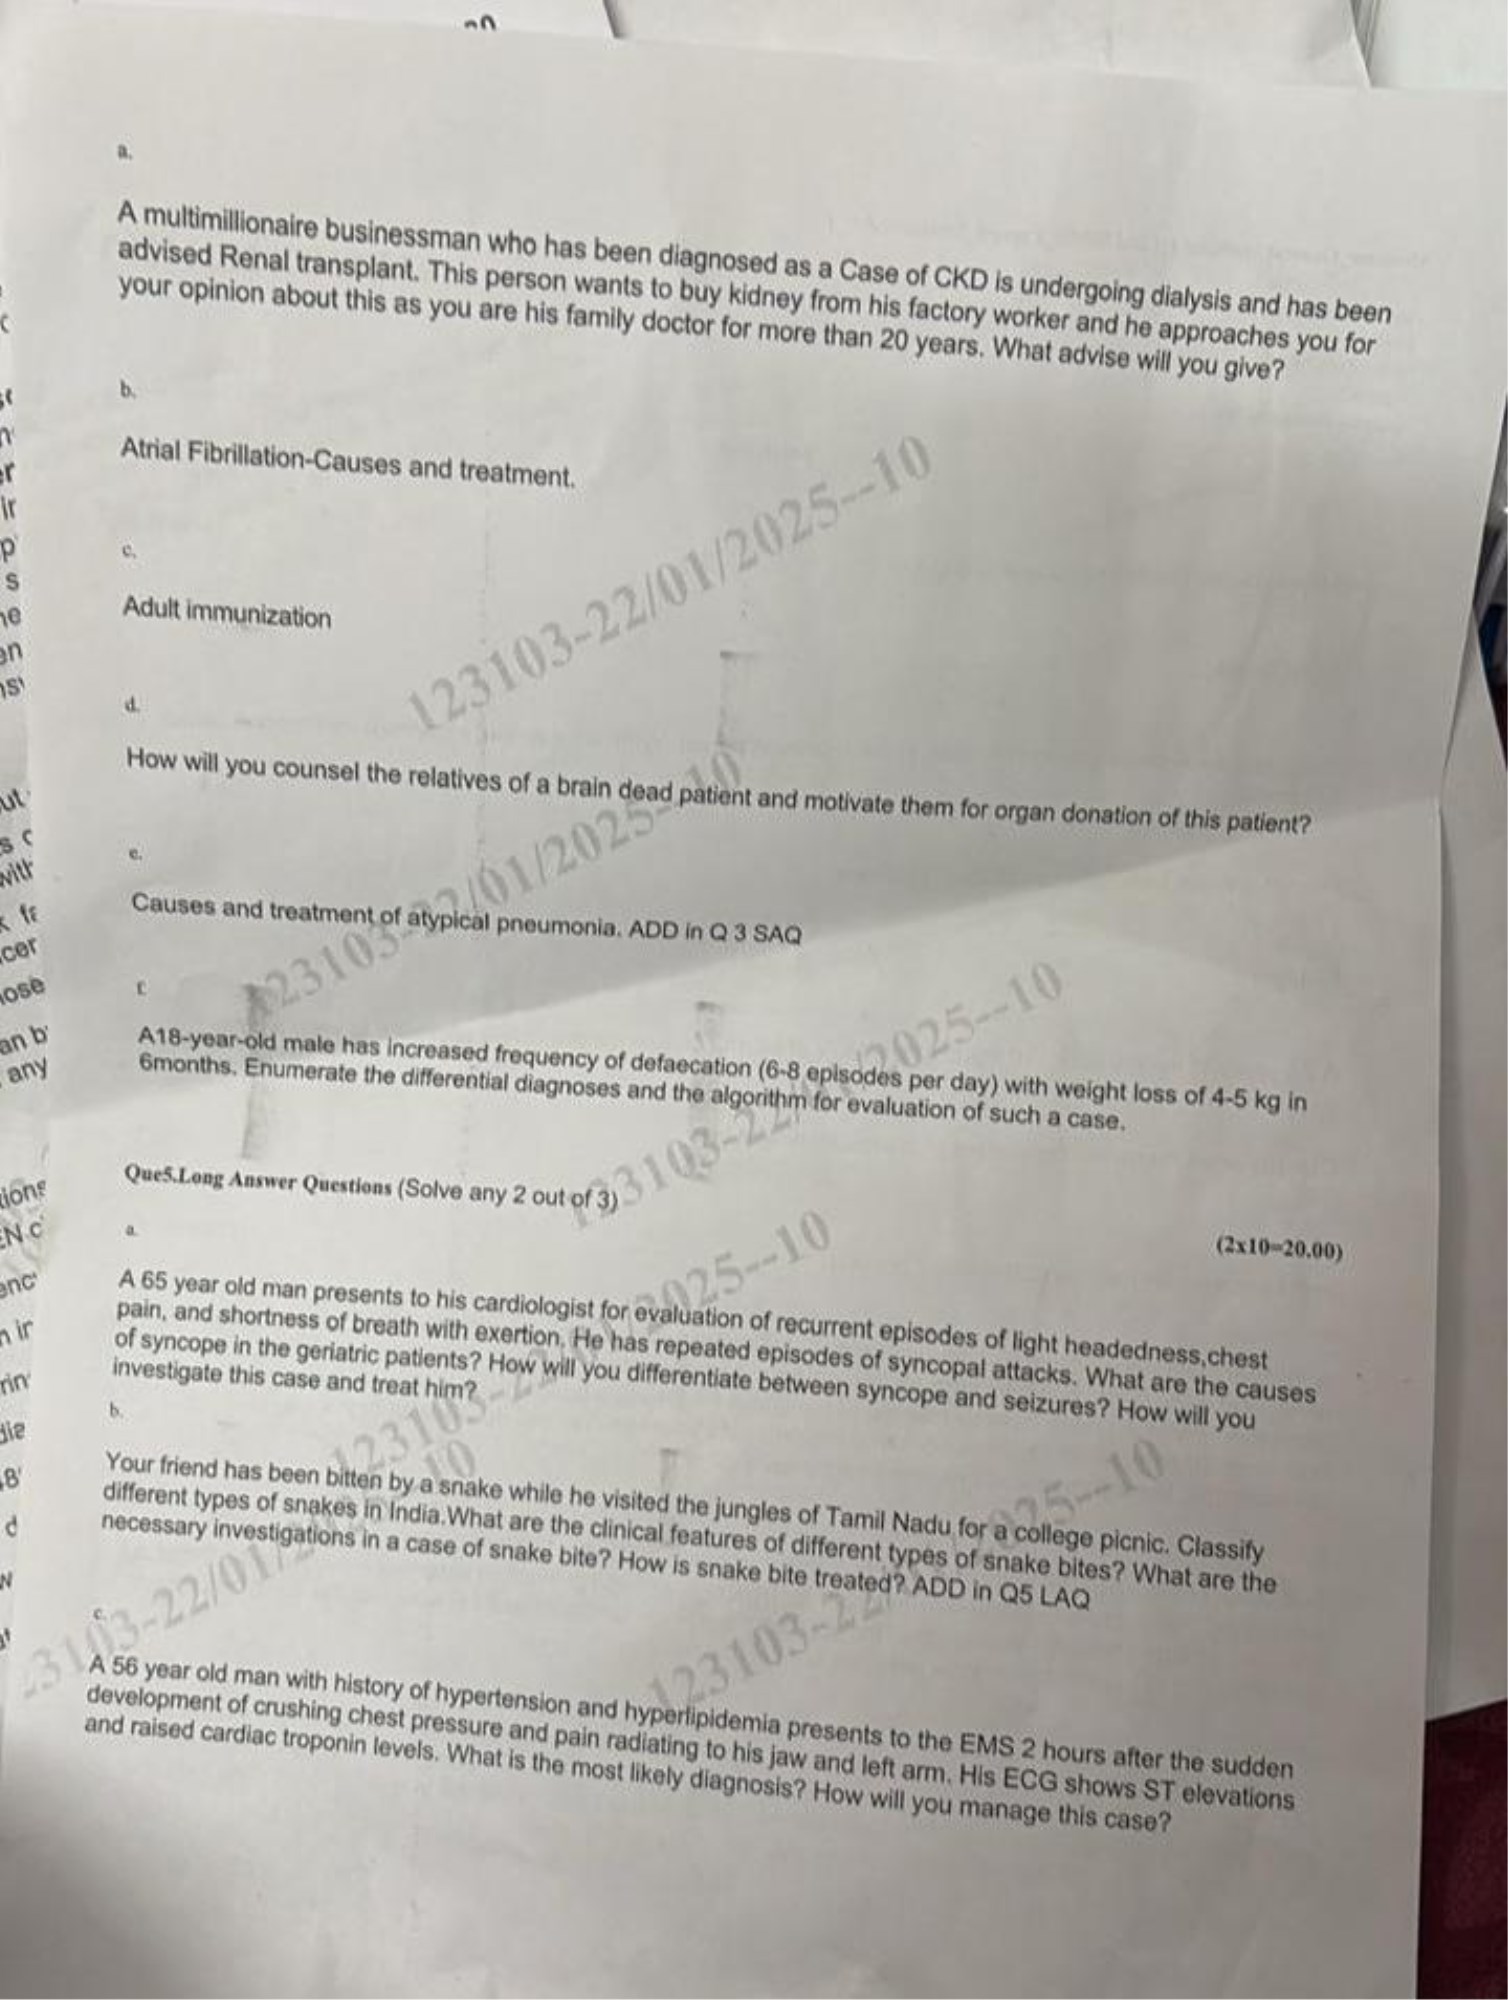 a.
A multimillionaire businessman who has been diagnosed as a Case of CKD is undergoing dialysis and has been
advised Renal transplant. This person wants to buy kidney from his factory worker and he approaches you for
your opinion about this as you are his family doctor for more than 20 years. What advise will you give?
b.
Atrial Fibrillation-Causes and treatment.
c.
Adult immunization
123103-22/01/2025--10
d.
How will you counsel the relatives of a brain dead patient and motivate them for organ donation of this patient?
e.
Causes and treatment of atypical pneumonia. ADD in Q 3 SAQ
f.
A18-year-old male has increased frequency of defaecation (6-8 episodes per day) with weight loss of 4-5 kg in
6months. Enumerate the differential diagnoses and the algorithm for evaluation of such a case.
Que5.Long Answer Questions (Solve any 2 out of 3)
(2x10=20.00)
a.
A 65 year old man presents to his cardiologist for evaluation of recurrent episodes of light headedness,chest
pain, and shortness of breath with exertion. He has repeated episodes of syncopal attacks. What are the causes
of syncope in the geriatric patients? How will you differentiate between syncope and seizures? How will you
investigate this case and treat him?
b.
Your friend has been bitten by a snake while he visited the jungles of Tamil Nadu for a college picnic. Classify
different types of snakes in India.What are the clinical features of different types of snake bites? What are the
necessary investigations in a case of snake bite? How is snake bite treated? ADD in Q5 LAQ
c.
A 56 year old man with history of hypertension and hyperlipidemia presents to the EMS 2 hours after the sudden
development of crushing chest pressure and pain radiating to his jaw and left arm. His ECG shows ST elevations
and raised cardiac troponin levels. What is the most likely diagnosis? How will you manage this case?